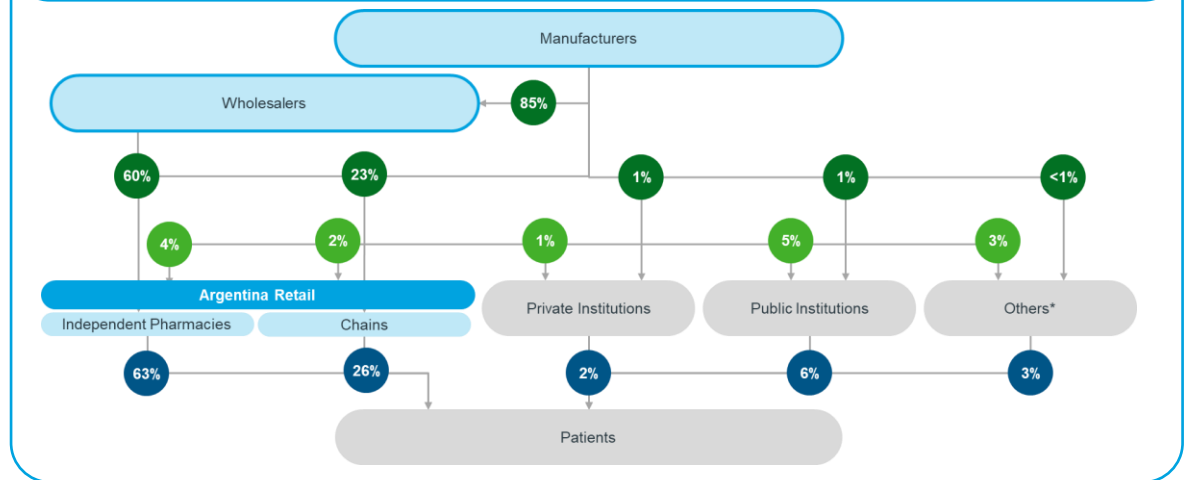 Manufacturers
Wholesalers
85%
60%
23%
1%
1%
<1%
4%
2%
1%
5%
3%
Argentina Retail
Independent Pharmacies
Chains
Private Institutions
Public Institutions
Others*
63%
26%
2%
6%
3%
Patients